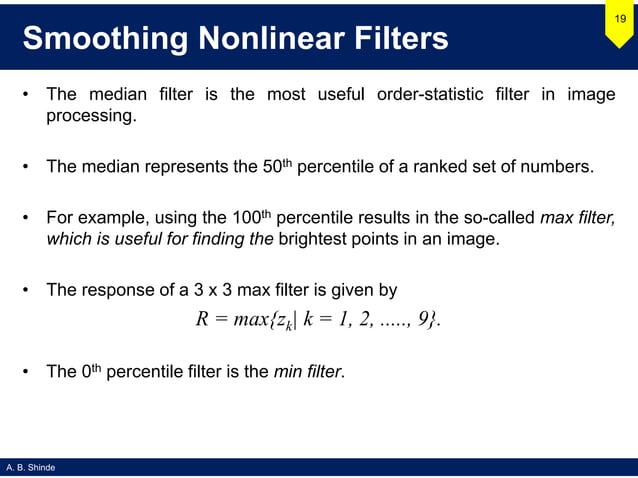 19
Smoothing Nonlinear Filters
• The median filter is the most useful order-statistic filter in image
processing.
• The median represents the 50th percentile of a ranked set of numbers.
• For example, using the 100th percentile results in the so-called max filter,
which is useful for finding the brightest points in an image.
• The response of a 3 x 3 max filter is given by
R = max{zk| k = 1, 2, ....., 9}.
• The 0th percentile filter is the min filter.
A. B. Shinde